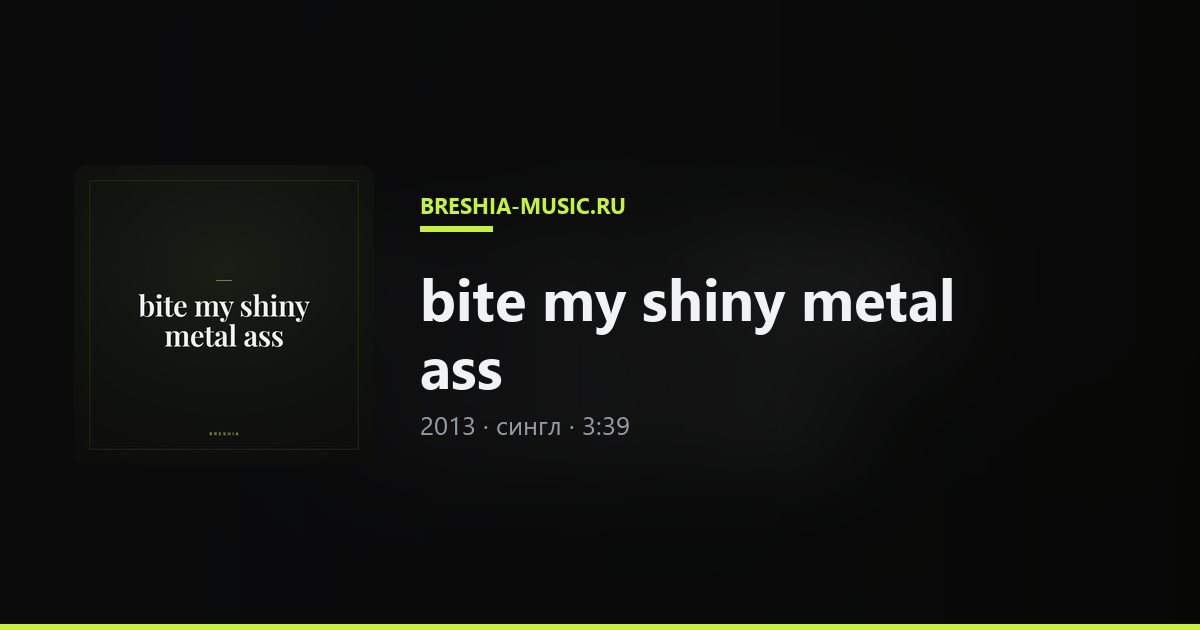 bite my shiny
metal ass
BRESHIA
BRESHIA-MUSIC.RU
bite my shiny metal
ass
2013 · сингл · 3:39